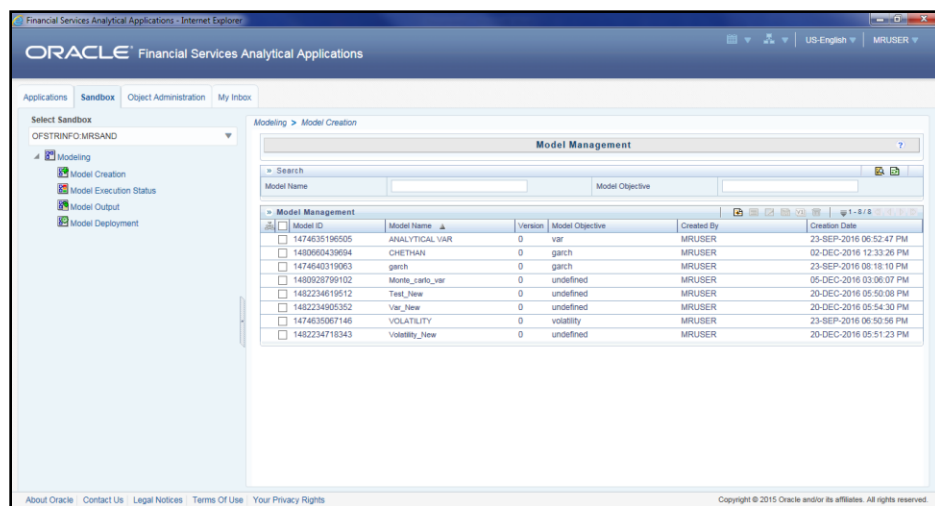 Financial Services Analytical Applications - Internet Explorer
ORACLE Financial Services Analytical Applications
US-English
MRUSER
Applications Sandbox Object Administration My Inbox
Select Sandbox
OFSTRINFO:MRSAND
Modeling
Model Creation
Model Execution Status
Model Output
Model Deployment
Modeling > Model Creation
Model Management ?
» Search
Model Name Model Objective
» Model Management 1-8/8
Model ID Model Name Version Model Objective Created By Creation Date
1474635196505 ANALYTICAL VAR 0 var MRUSER 23-SEP-2016 06:52:47 PM
1480660439694 CHETHAN 0 garch MRUSER 02-DEC-2016 12:33:26 PM
1474640319063 garch 0 garch MRUSER 23-SEP-2016 08:18:10 PM
1480928799102 Monte_carlo_var 0 undefined MRUSER 05-DEC-2016 03:06:07 PM
1482234619512 Test_New 0 undefined MRUSER 20-DEC-2016 05:50:08 PM
1482234905352 Var_New 0 undefined MRUSER 20-DEC-2016 05:54:30 PM
1474635067146 VOLATILITY 0 volatility MRUSER 23-SEP-2016 06:50:56 PM
1482234718343 Volatility_New 0 undefined MRUSER 20-DEC-2016 05:51:23 PM
About Oracle Contact Us Legal Notices Terms Of Use Your Privacy Rights
Copyright © 2015 Oracle and/or its affiliates. All rights reserved.